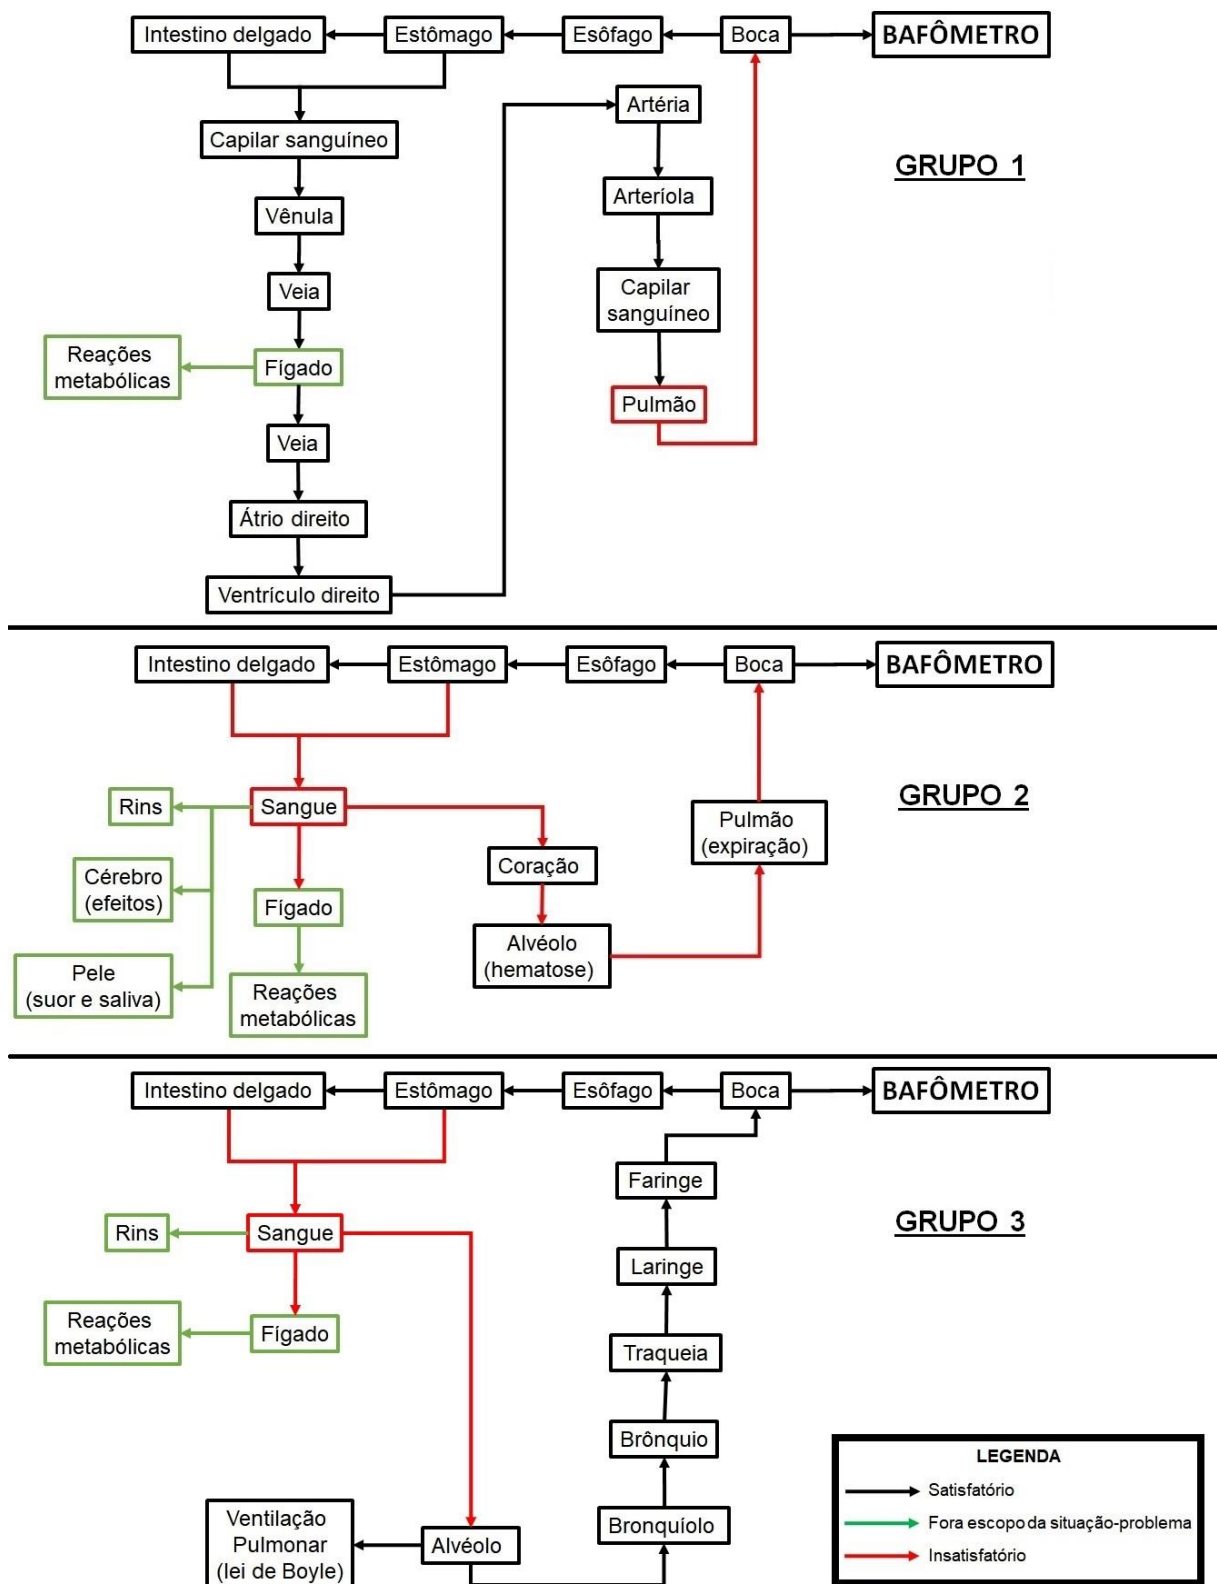 Intestino delgado
Estômago
Esôfago
Boca
BAFÔMETRO
Artéria
Capilar sanguíneo
GRUPO 1
Arteríola
Vênula
Capilar
sanguíneo
Veia
Reações
metabólicas
Fígado
Pulmão
Veia
Átrio direito
Ventrículo direito
Intestino delgado
Estômago
Esôfago
Boca
BAFÔMETRO
Rins
Sangue
GRUPO 2
Pulmão
(expiração)
Coração
Cérebro
(efeitos)
Fígado
Alvéolo
(hematose)
Pele
(suor e saliva)
Reações
metabólicas
Intestino delgado
Estômago
Esôfago
Boca
BAFÔMETRO
Faringe
Rins
Sangue
GRUPO 3
Laringe
Reações
metabólicas
Fígado
Traqueia
Brônquio
Bronquíolo
Ventilação
Pulmonar
(lei de Boyle)
Alvéolo
LEGENDA
Satisfatório
Fora escopo da situação-problema
Insatisfatório